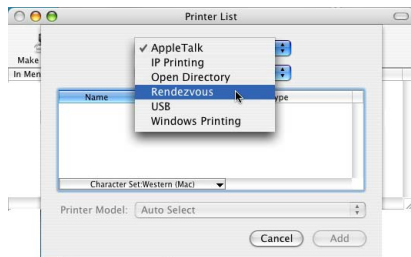 Printer List
AppleTalk
IP Printing
Make
Open Directory
In Men
Rendezvous
Name
USB
Windows Printing
Character Set:Western (Mac)
Printer Model: Auto Select
Cancel Add